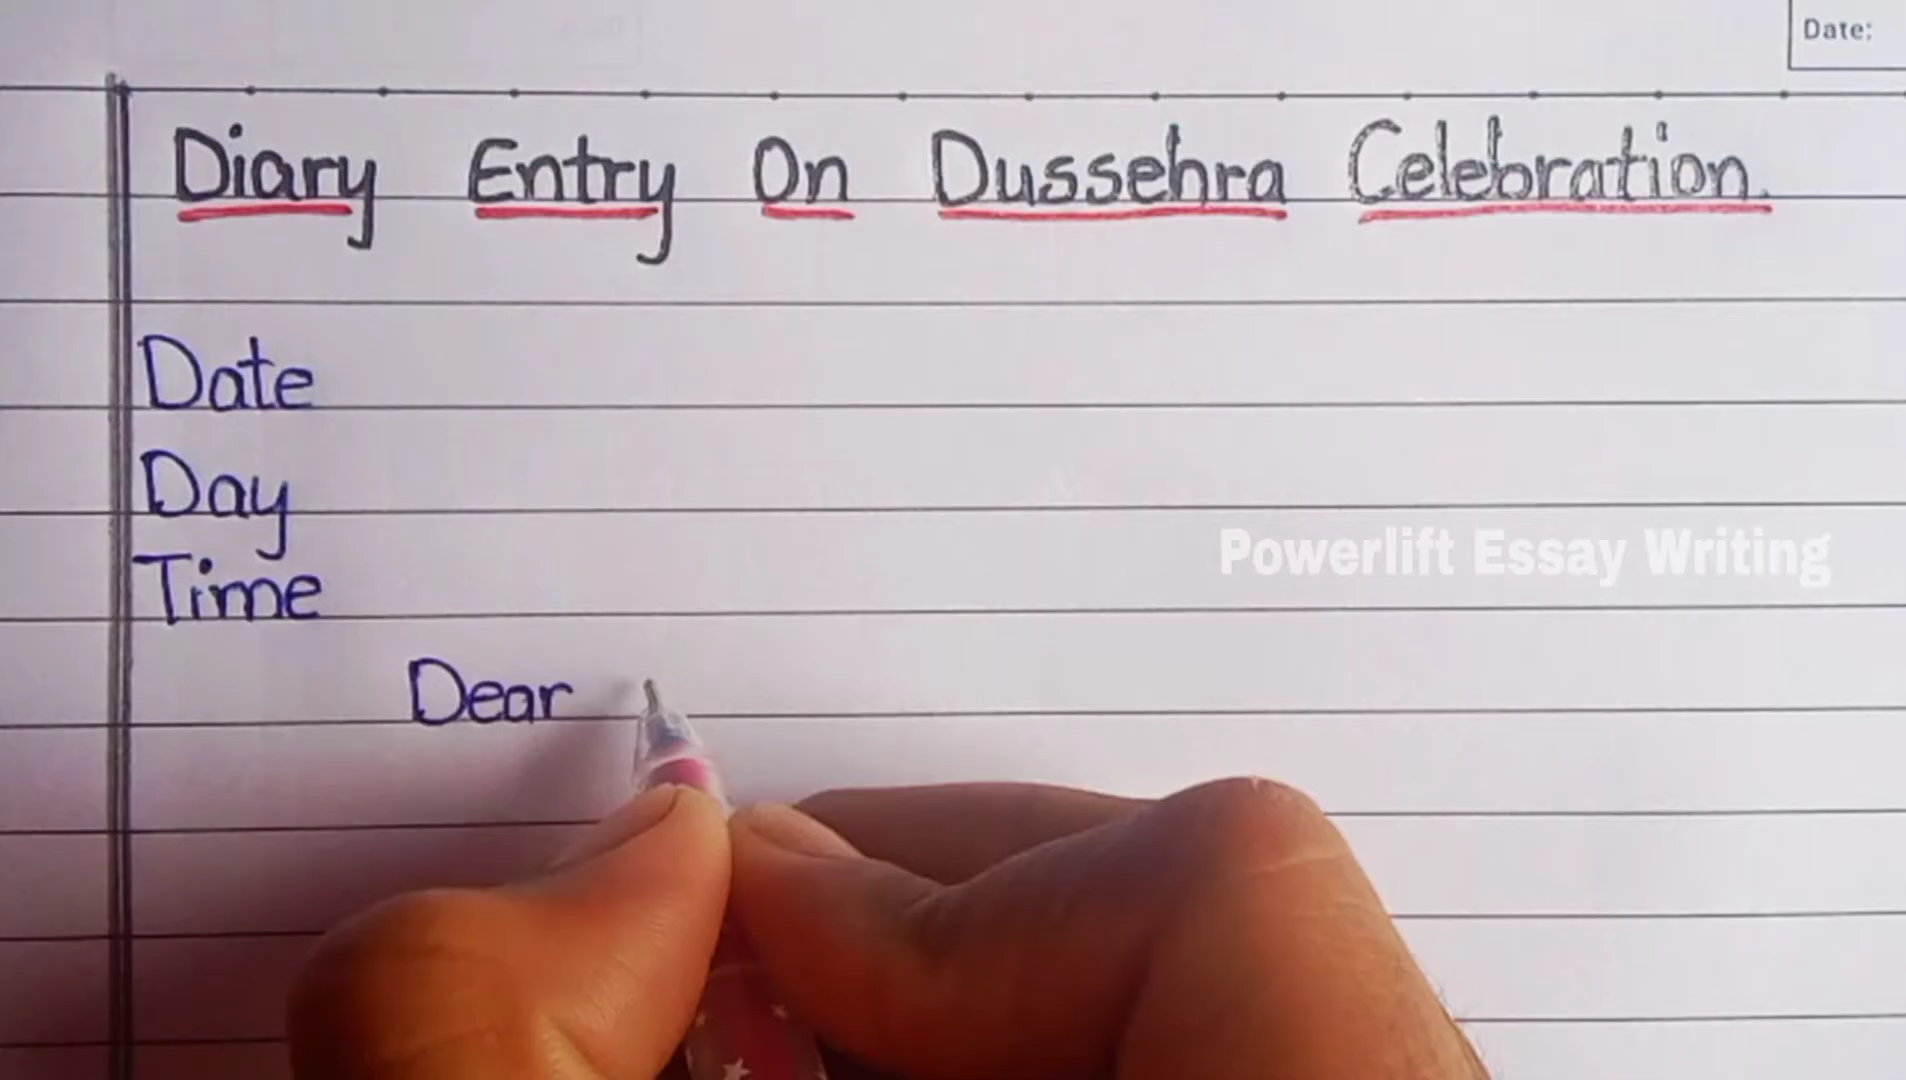 Date:
Diary Entry On Dussehra Celebration.
Date
Day
Powerlift Essay Writing
Time
Dear